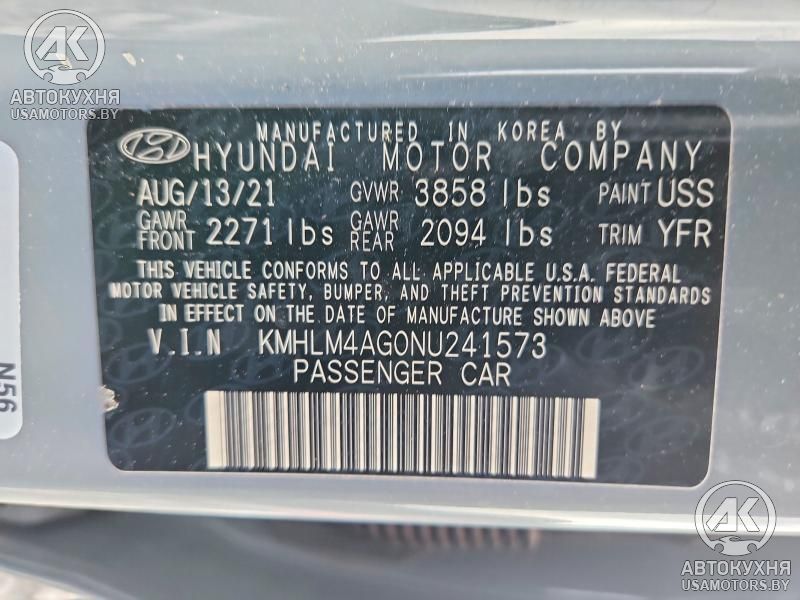 AK
АВТОКУХНЯ
USAMOTORS.BY
MANUFACTURED IN KOREA BY
HYUNDAI MOTOR COMPANY
AUG/13/21 GVWR 3858 lbs PAINT USS
GAWR FRONT 2271 lbs GAWR REAR 2094 lbs TRIM YFR
THIS VEHICLE CONFORMS TO ALL APPLICABLE U.S.A. FEDERAL
MOTOR VEHICLE SAFETY, BUMPER, AND THEFT PREVENTION STANDARDS
IN EFFECT ON THE DATE OF MANUFACTURE SHOWN ABOVE
V.I.N KMHLM4AG0NU241573
PASSENGER CAR
N56
AK
АВТОКУХНЯ
USAMOTORS.BY